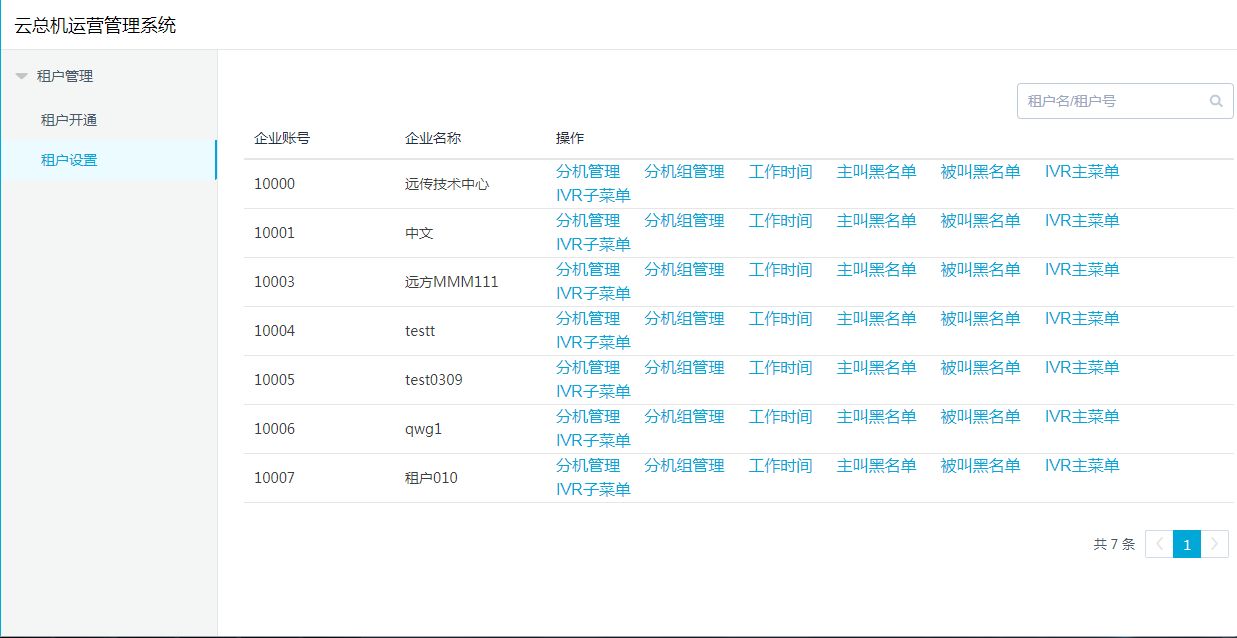 云总机运营管理系统
租户管理
租户开通
租户设置
租户名/租户号
企业账号 企业名称 操作
10000 远传技术中心 分机管理 分机组管理 工作时间 主叫黑名单 被叫黑名单 IVR主菜单
IVR子菜单
10001 中文 分机管理 分机组管理 工作时间 主叫黑名单 被叫黑名单 IVR主菜单
IVR子菜单
10003 远方MMM111 分机管理 分机组管理 工作时间 主叫黑名单 被叫黑名单 IVR主菜单
IVR子菜单
10004 testt 分机管理 分机组管理 工作时间 主叫黑名单 被叫黑名单 IVR主菜单
IVR子菜单
10005 test0309 分机管理 分机组管理 工作时间 主叫黑名单 被叫黑名单 IVR主菜单
IVR子菜单
10006 qwg1 分机管理 分机组管理 工作时间 主叫黑名单 被叫黑名单 IVR主菜单
IVR子菜单
10007 租户010 分机管理 分机组管理 工作时间 主叫黑名单 被叫黑名单 IVR主菜单
IVR子菜单
共 7 条 1